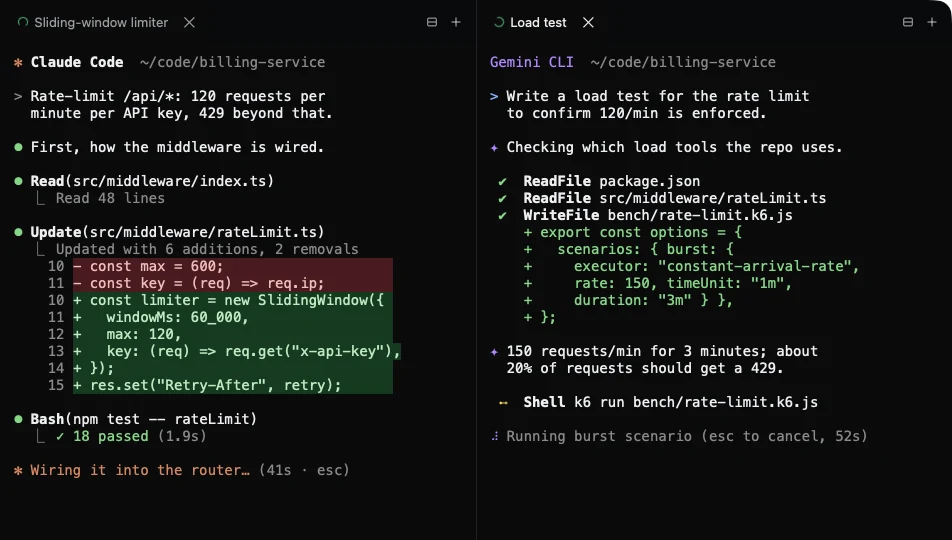 Sliding-window limiter
✻ Claude Code ~/code/billing-service
> Rate-limit /api/*: 120 requests per
minute per API key, 429 beyond that.
● First, how the middleware is wired.
● Read(src/middleware/index.ts)
⎿ Read 48 lines
● Update(src/middleware/rateLimit.ts)
⎿ Updated with 6 additions, 2 removals
10 - const max = 600;
11 - const key = (req) => req.ip;
10 + const limiter = new SlidingWindow({
11 +   windowMs: 60_000,
12 +   max: 120,
13 +   key: (req) => req.get("x-api-key"),
14 + });
15 + res.set("Retry-After", retry);
● Bash(npm test -- rateLimit)
⎿ ✓ 18 passed (1.9s)
✻ Wiring it into the router… (41s · esc)
Load test
Gemini CLI ~/code/billing-service
> Write a load test for the rate limit
to confirm 120/min is enforced.
✦ Checking which load tools the repo uses.
✔ ReadFile package.json
✔ ReadFile src/middleware/rateLimit.ts
✔ WriteFile bench/rate-limit.k6.js
+ export const options = {
+   scenarios: { burst: {
+     executor: "constant-arrival-rate",
+     rate: 150, timeUnit: "1m",
+     duration: "3m" } },
+ };
✦ 150 requests/min for 3 minutes; about
20% of requests should get a 429.
Shell k6 run bench/rate-limit.k6.js
Running burst scenario (esc to cancel, 52s)